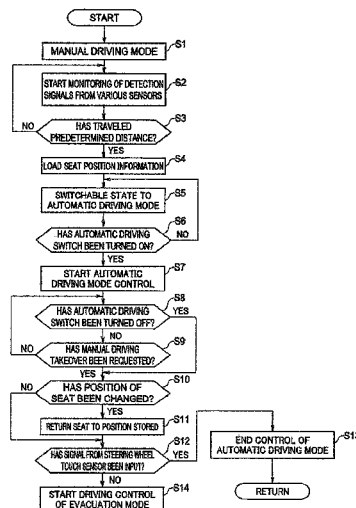 START
MANUAL DRIVING MODE
S1
START MONITORING OF DETECTION
SIGNALS FROM VARIOUS SENSORS
S2
HAS TRAVELED
PREDETERMINED DISTANCE?
S3
NO
YES
LOAD SEAT POSITION INFORMATION
S4
SWITCHABLE STATE TO
AUTOMATIC DRIVING MODE
S5
HAS AUTOMATIC DRIVING
SWITCH BEEN TURNED ON?
S6
NO
YES
START AUTOMATIC
DRIVING MODE CONTROL
S7
HAS AUTOMATIC DRIVING
SWITCH BEEN TURNED OFF?
S8
YES
NO
HAS MANUAL DRIVING
TAKEOVER BEEN REQUESTED?
S9
NO
YES
HAS POSITION OF
SEAT BEEN CHANGED?
S10
NO
YES
RETURN SEAT TO POSITION STORED
S11
HAS SIGNAL FROM STEERING WHEEL
TOUCH SENSOR BEEN INPUT?
S12
YES
NO
START DRIVING CONTROL
OF EVACUATION MODE
S14
END CONTROL OF
AUTOMATIC DRIVING MODE
S13
RETURN